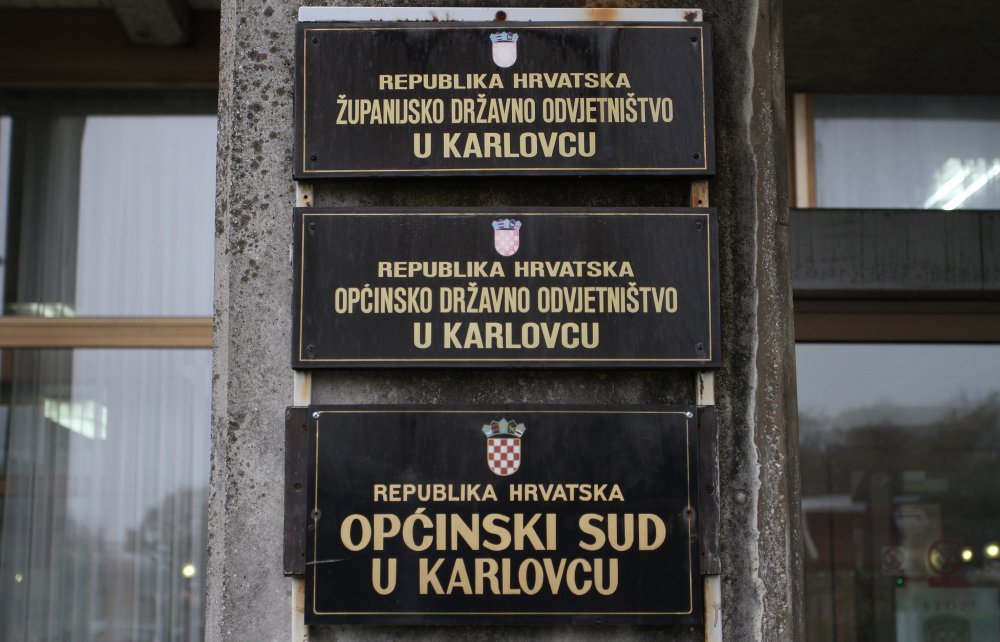 REPUBLIKA HRVATSKA
ŽUPANIJSKO DRŽAVNO ODVJETNIŠTVO
U KARLOVCU
REPUBLIKA HRVATSKA
OPĆINSKO DRŽAVNO ODVJETNIŠTVO
U KARLOVCU
REPUBLIKA HRVATSKA
OPĆINSKI SUD
U KARLOVCU